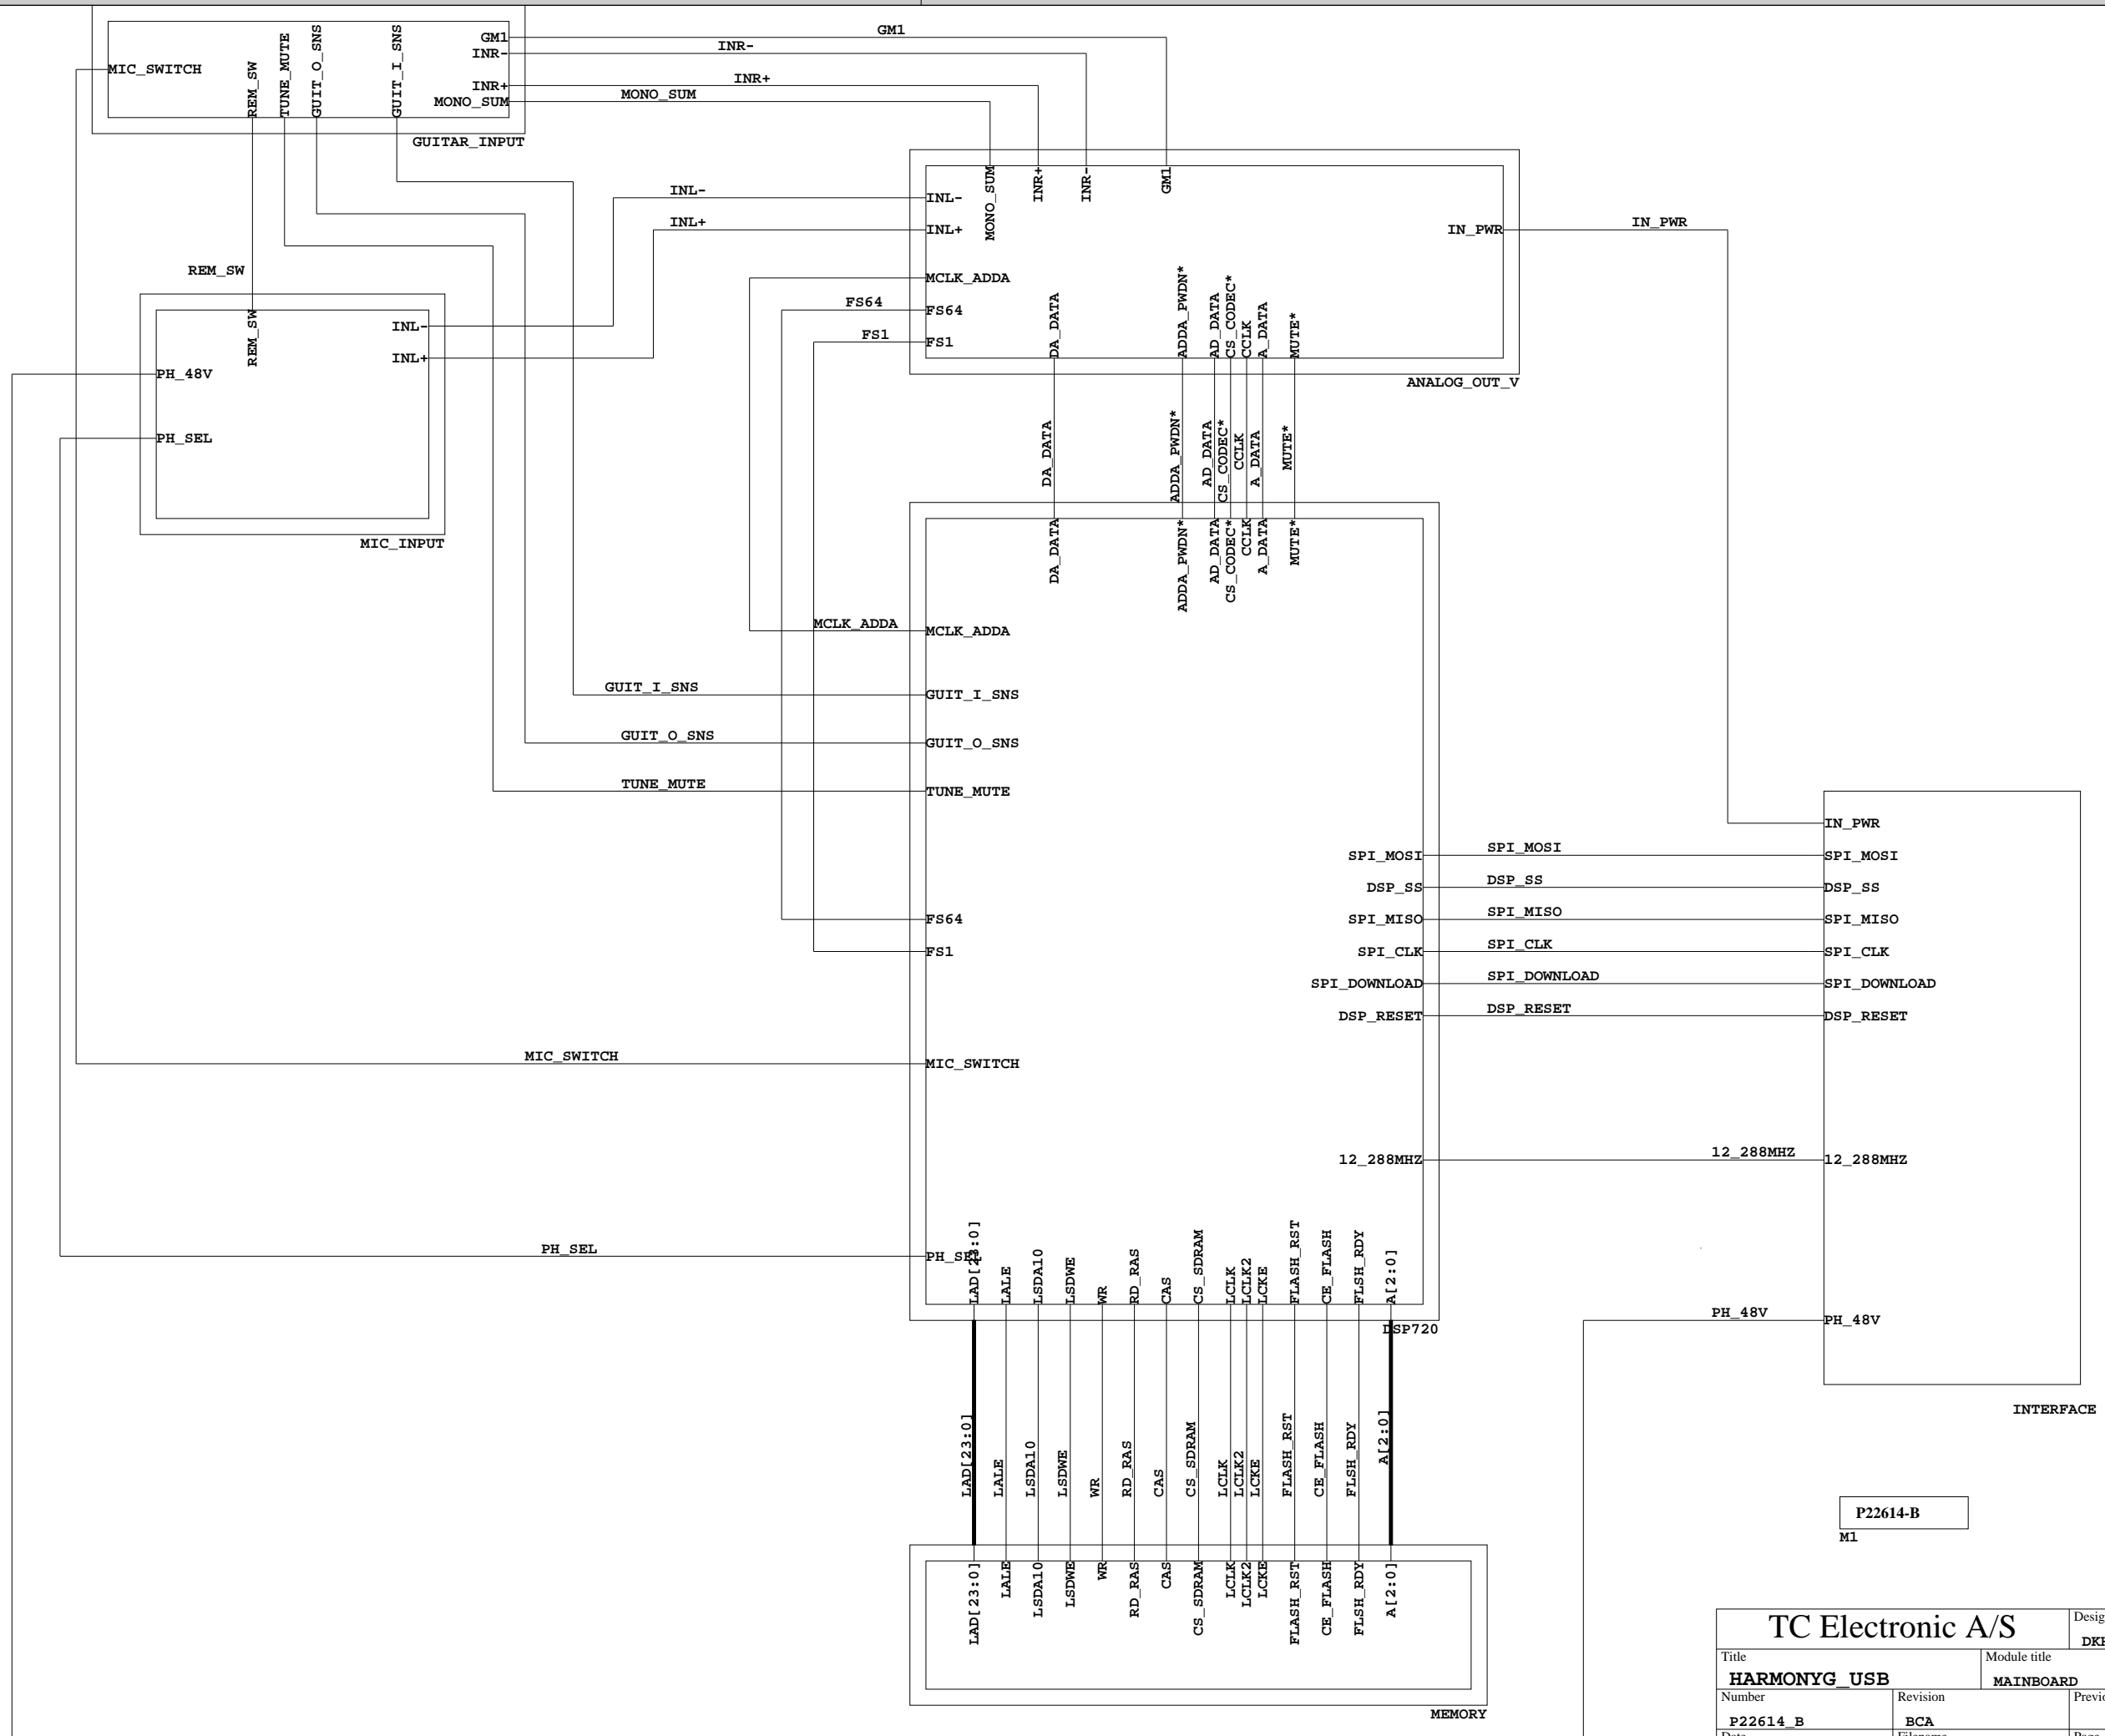 GM1
INR-
INR+
MONO_SUM
MIC_SWITCH
REM_SW
TUNE_MUTE
GUIT_O_SNS
GUIT_I_SNS
GUITAR_INPUT
GM1
INR-
INR+
MONO_SUM
INL-
INL+
REM_SW
REM_SW
INL-
INL+
PH_48V
PH_SEL
MIC_INPUT
INL-
INL+
MONO_SUM
INR+
INR-
GM1
IN_PWR
MCLK_ADDA
FS64
FS1
FS64
FS1
DA_DATA
ADDA_PWDN*
AD_DATA
CS_CODEC*
CCLK
A_DATA
MUTE*
ANALOG_OUT_V
IN_PWR
DA_DATA
ADDA_PWDN*
AD_DATA
CS_CODEC*
CCLK
A_DATA
MUTE*
DA_DATA
ADDA_PWDN*
AD_DATA
CS_CODEC*
CCLK
A_DATA
MUTE*
MCLK_ADDA
MCLK_ADDA
GUIT_I_SNS
GUIT_I_SNS
GUIT_O_SNS
GUIT_O_SNS
TUNE_MUTE
TUNE_MUTE
FS64
FS1
MIC_SWITCH
MIC_SWITCH
PH_SEL
PH_SEL
SPI_MOSI
DSP_SS
SPI_MISO
SPI_CLK
SPI_DOWNLOAD
DSP_RESET
12_288MHZ
SPI_MOSI
DSP_SS
SPI_MISO
SPI_CLK
SPI_DOWNLOAD
DSP_RESET
12_288MHZ
PH_48V
IN_PWR
SPI_MOSI
DSP_SS
SPI_MISO
SPI_CLK
SPI_DOWNLOAD
DSP_RESET
12_288MHZ
PH_48V
INTERFACE
LAD[23:0]
LALE
LSDA10
LSDWE
WR
RD_RAS
CAS
CS_SDRAM
LCLK
LCLK2
LCKE
FLASH_RST
CE_FLASH
FLSH_RDY
A[2:0]
DSP720
LAD[23:0]
LALE
LSDA10
LSDWE
WR
RD_RAS
CAS
CS_SDRAM
LCLK
LCLK2
LCKE
FLASH_RST
CE_FLASH
FLSH_RDY
A[2:0]
LAD[23:0]
LALE
LSDA10
LSDWE
WR
RD_RAS
CAS
CS_SDRAM
LCLK
LCLK2
LCKE
FLASH_RST
CE_FLASH
FLSH_RDY
A[2:0]
MEMORY
P22614-B
M1
TC Electronic A/S
Title
HARMONYG_USB
Module title
MAINBOARD
Number
P22614_B
Revision
BCA